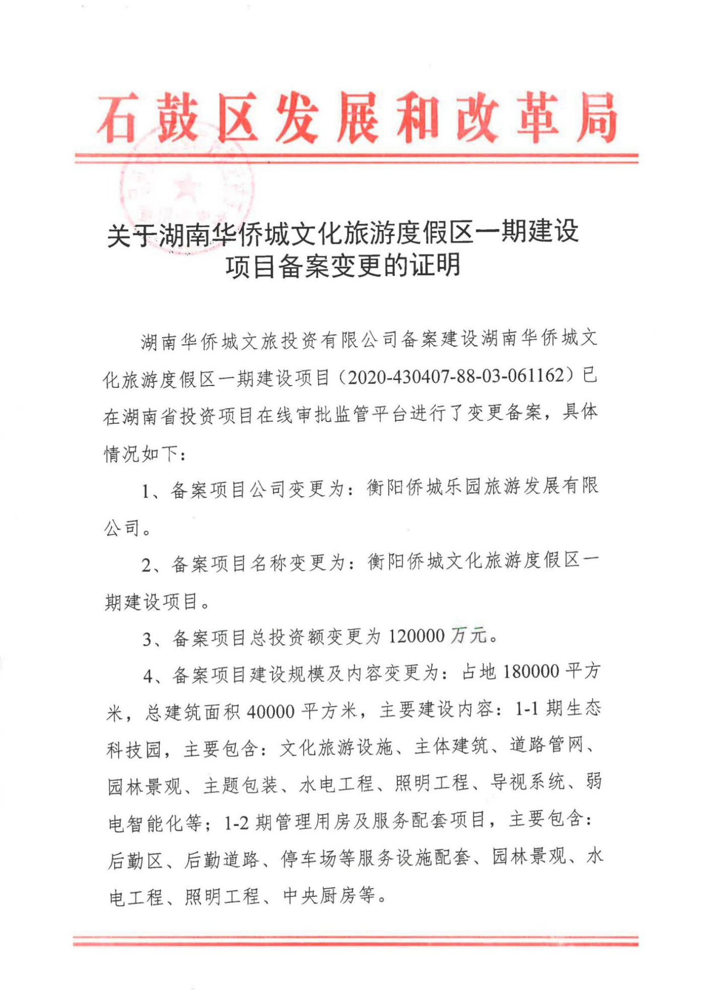 石鼓区发展和改革局
关于湖南华侨城文化旅游度假区一期建设
项目备案变更的证明
湖南华侨城文旅投资有限公司备案建设湖南华侨城文
化旅游度假区一期建设项目（2020-430407-88-03-061162）已
在湖南省投资项目在线审批监管平台进行了变更备案，具体
情况如下：
1、备案项目公司变更为：衡阳侨城乐园旅游发展有限
公司。
2、备案项目名称变更为：衡阳侨城文化旅游度假区一
期建设项目。
3、备案项目总投资额变更为 120000 万元。
4、备案项目建设规模及内容变更为：占地 180000 平方
米，总建筑面积 40000 平方米，主要建设内容：1-1 期生态
科技园，主要包含：文化旅游设施、主体建筑、道路管网、
园林景观、主题包装、水电工程、照明工程、导视系统、弱
电智能化等；1-2 期管理用房及服务配套项目，主要包含：
后勤区、后勤道路、停车场等服务设施配套、园林景观、水
电工程、照明工程、中央厨房等。